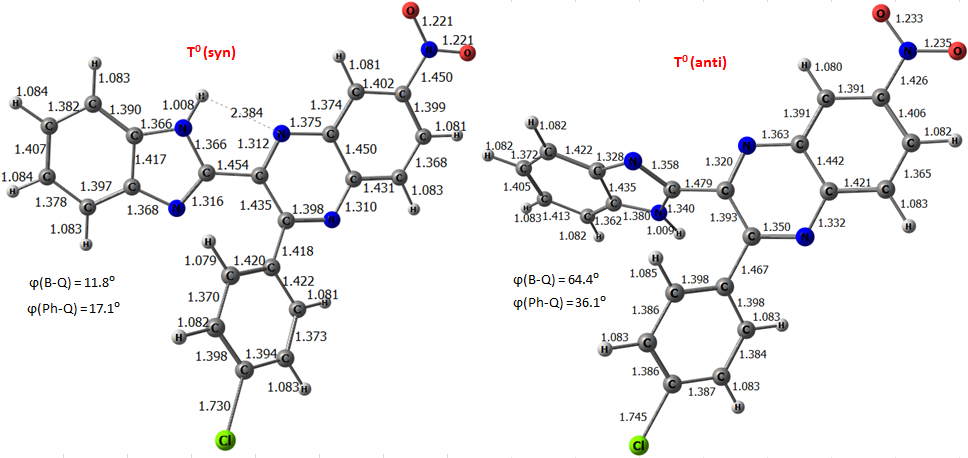 T⁰ (syn)
O
1.221
1.221
N
O
H
1.081
1.402
1.450
H
1.083
H
1.084
1.382
C
1.390
1.008
H
2.384
1.374
C
C
1.399
C
1.366
N
1.312
N
1.375
C
C
1.081
H
1.407
C
1.417
1.366
C
1.454
C
1.450
1.368
1.084
H
C
1.397
C
1.435
C
1.431
C
1.378
C
1.368
N
1.316
1.398
N
1.310
1.083
H
1.083
H
C
1.418
H
1.079
1.420
C
φ(B-Q) = 11.8°
φ(Ph-Q) = 17.1°
C
1.422
1.081
H
1.370
C
1.082
H
C
1.373
1.398
1.394
C
C
1.083
H
1.730
Cl
T⁰ (anti)
O
1.233
1.235
N
O
H
1.080
1.391
1.426
C
C
1.406
H
1.082
1.391
C
1.082
H
H
1.082
C
1.422
1.328
N
1.358
N
1.363
C
1.372
C
C
1.320
1.442
1.365
1.405
1.435
C
1.479
C
C
1.421
C
C
1.083
H
1.413
C
1.362
C
1.380
N
1.340
1.393
1.332
1.083
H
1.082
H
1.009
H
C
1.350
N
H
1.085
1.467
φ(B-Q) = 64.4°
φ(Ph-Q) = 36.1°
C
1.398
C
1.398
1.386
C
1.083
H
1.083
H
C
1.384
1.386
C
1.387
C
1.083
H
1.745
Cl